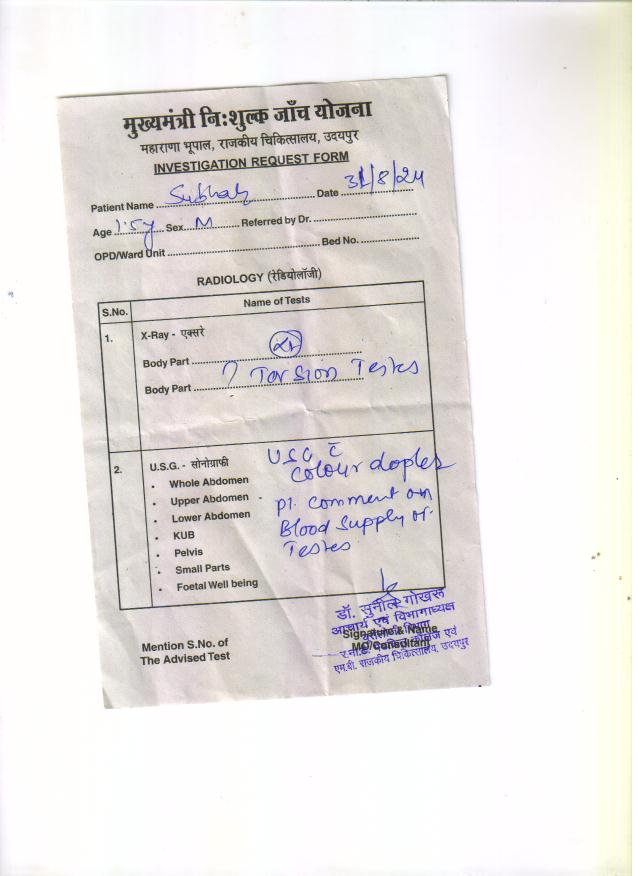 मुख्यमंत्री निःशुल्क जाँच योजना
महाराणा भूपाल, राजकीय चिकित्सालय, उदयपुर
INVESTIGATION REQUEST FORM
Patient Name Date 31/8/24
Age 1.5y Sex M Referred by Dr.
OPD/Ward Unit Bed No.
RADIOLOGY (रेडियोलॉजी)
S.No. Name of Tests
1. X-Ray - एक्सरे
Body Part
Body Part ? Torsion Testes
2. U.S.G. - सोनोग्राफी
USG c̄
• Whole Abdomen
Colour dopler
• Upper Abdomen
Pl. comment on
• Lower Abdomen
Blood Supply of
• KUB
Testes
• Pelvis
• Small Parts
• Foetal Well being
डॉ. सुनील गोखरू
आचार्य एवं विभागाध्यक्ष
Signature & Name
MO/Consultant
एम.बी. राजकीय चिकित्सालय, उदयपुर
Mention S.No. of
The Advised Test